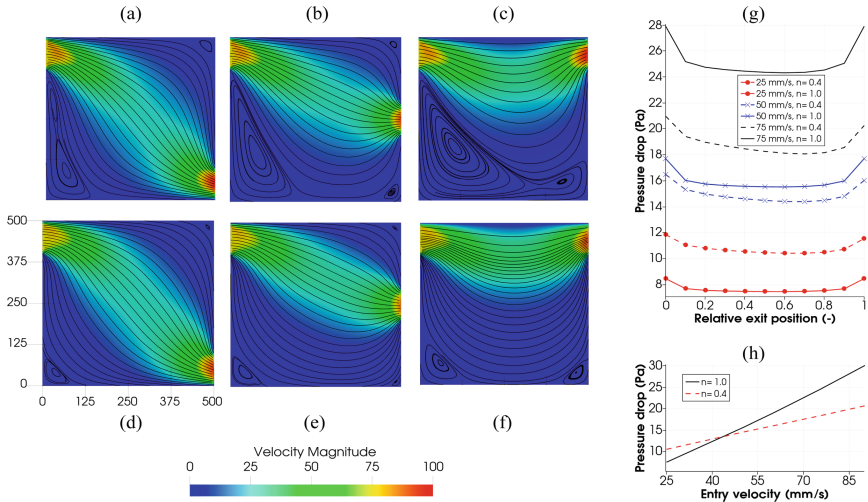 (a)
(b)
(c)
(g)
500
375
250
125
0
0 125 250 375 500
(d)
(e)
(f)
Velocity Magnitude
0 25 50 75 100
28
26
24
22
20
18
16
14
12
10
8
Pressure drop (Pa)
25 mm/s, n= 0.4
25 mm/s, n= 1.0
50 mm/s, n= 0.4
50 mm/s, n= 1.0
75 mm/s, n= 0.4
75 mm/s, n= 1.0
0 0.2 0.4 0.6 0.8 1
Relative exit position (-)
(h)
30
25
20
15
10
Pressure drop (Pa)
n= 1.0
n= 0.4
25 40 55 70 85
Entry velocity (mm/s)